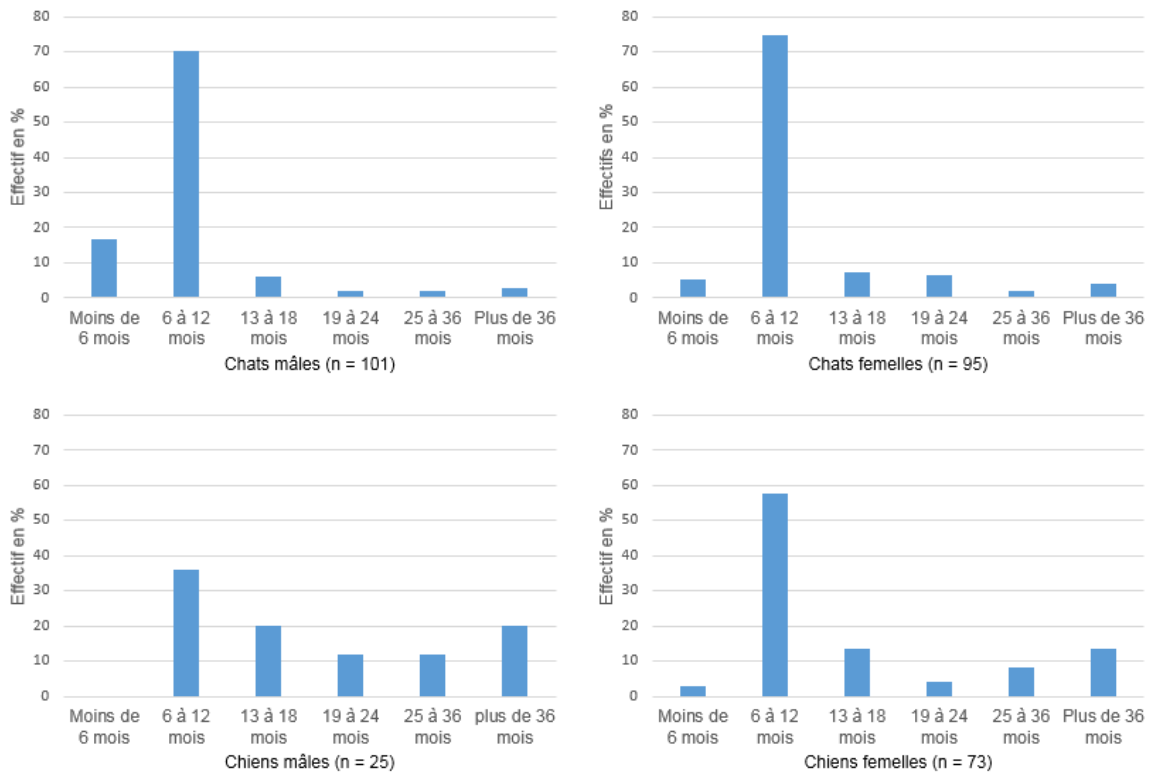 80
70
60
50
40
30
20
10
0
Effectif en %
Moins de 6 à 12 13 à 18 19 à 24 25 à 36 Plus de 36
6 mois mois mois mois mois mois
Chats mâles (n = 101)
80
70
60
50
40
30
20
10
0
Effectifs en %
Moins de 6 à 12 13 à 18 19 à 24 25 à 36 Plus de 36
6 mois mois mois mois mois mois
Chats femelles (n = 95)
80
70
60
50
40
30
20
10
0
Effectif en %
Moins de 6 à 12 13 à 18 19 à 24 25 à 36 plus de 36
6 mois mois mois mois mois mois
Chiens mâles (n = 25)
80
70
60
50
40
30
20
10
0
Effectif en %
Moins de 6 à 12 13 à 18 19 à 24 25 à 36 Plus de 36
6 mois mois mois mois mois mois
Chiens femelles (n = 73)